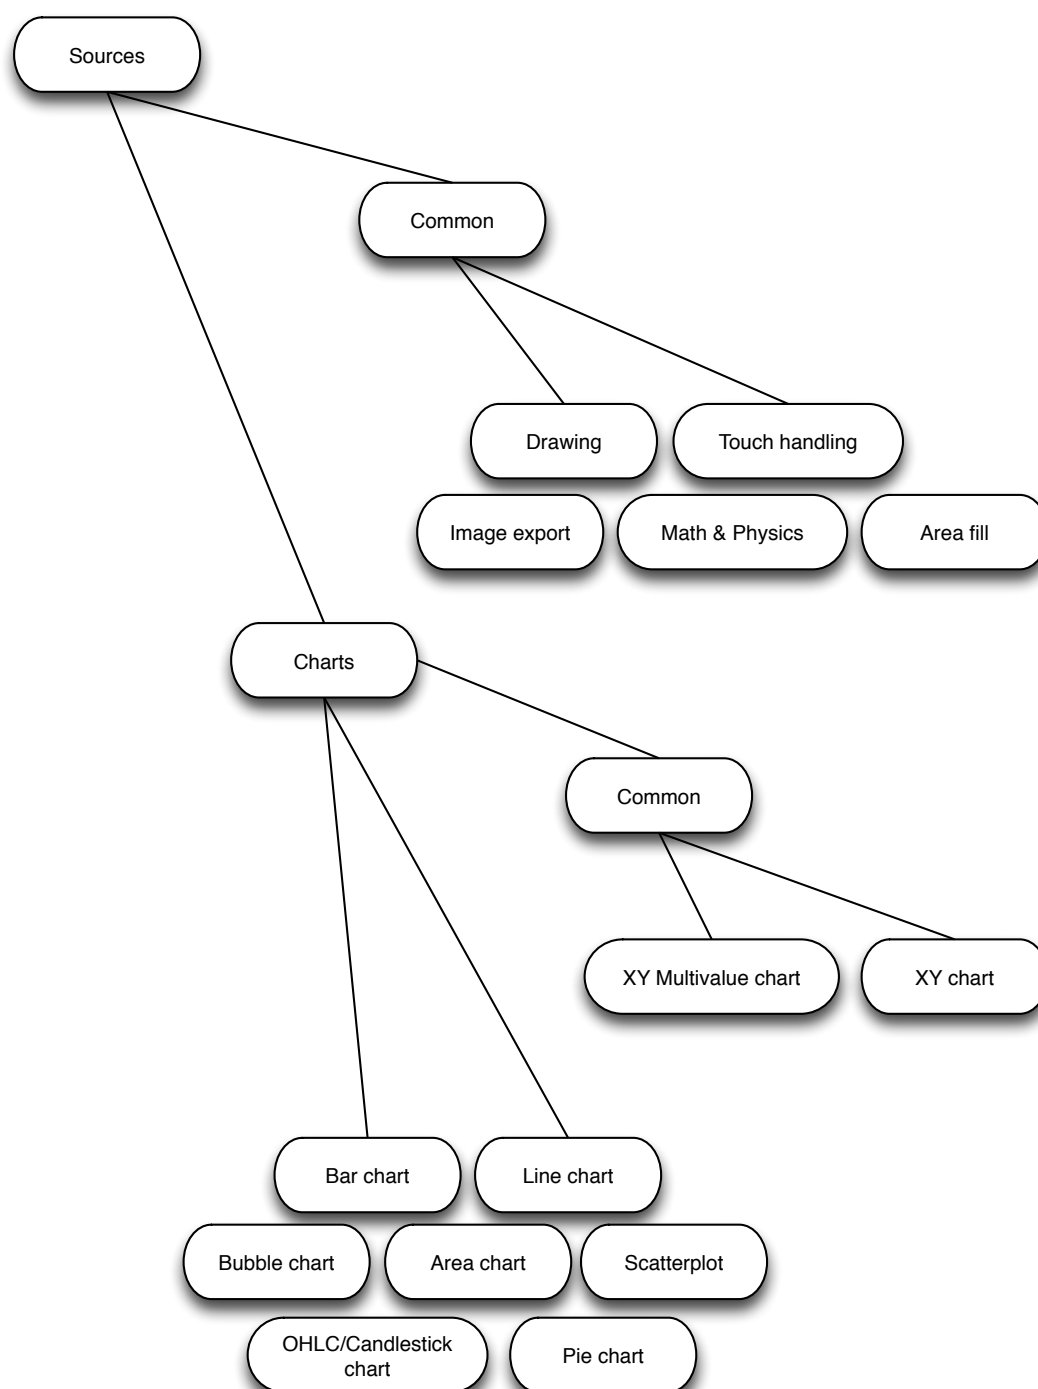 Sources
Common
Drawing
Touch handling
Image export
Math & Physics
Area fill
Charts
Common
XY Multivalue chart
XY chart
Bar chart
Line chart
Bubble chart
Area chart
Scatterplot
OHLC/Candlestick
chart
Pie chart